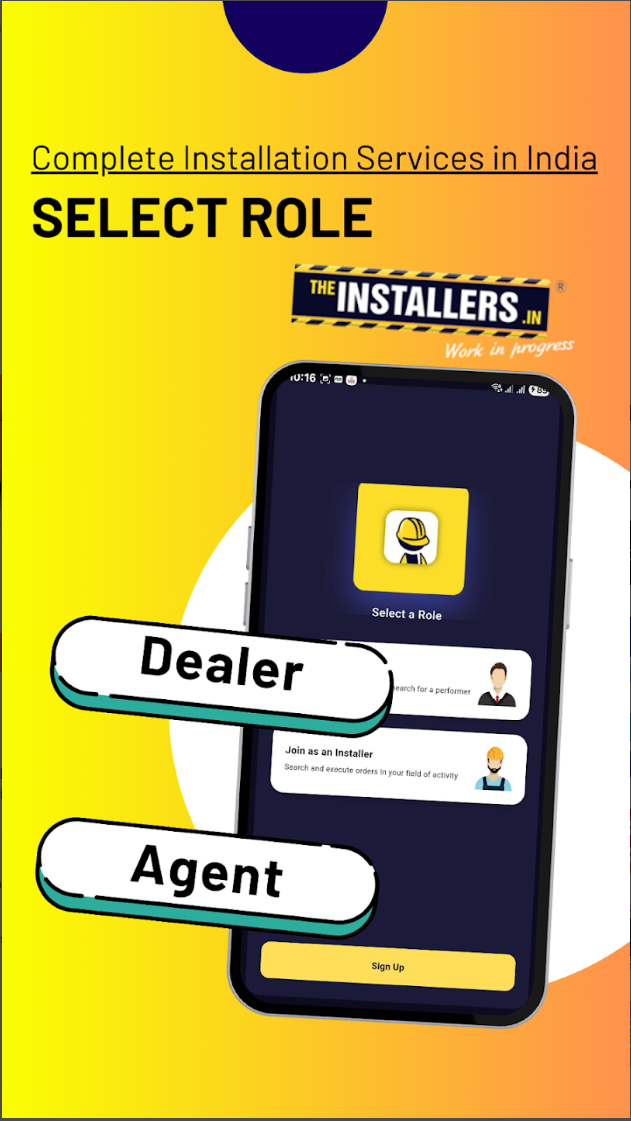 Complete Installation Services in India
SELECT ROLE
THE INSTALLERS.IN
®
Work in progress
10:16
Select a Role
Dealer
search for a performer
Join as an Installer
Search and execute orders in your field of activity
Agent
Sign Up